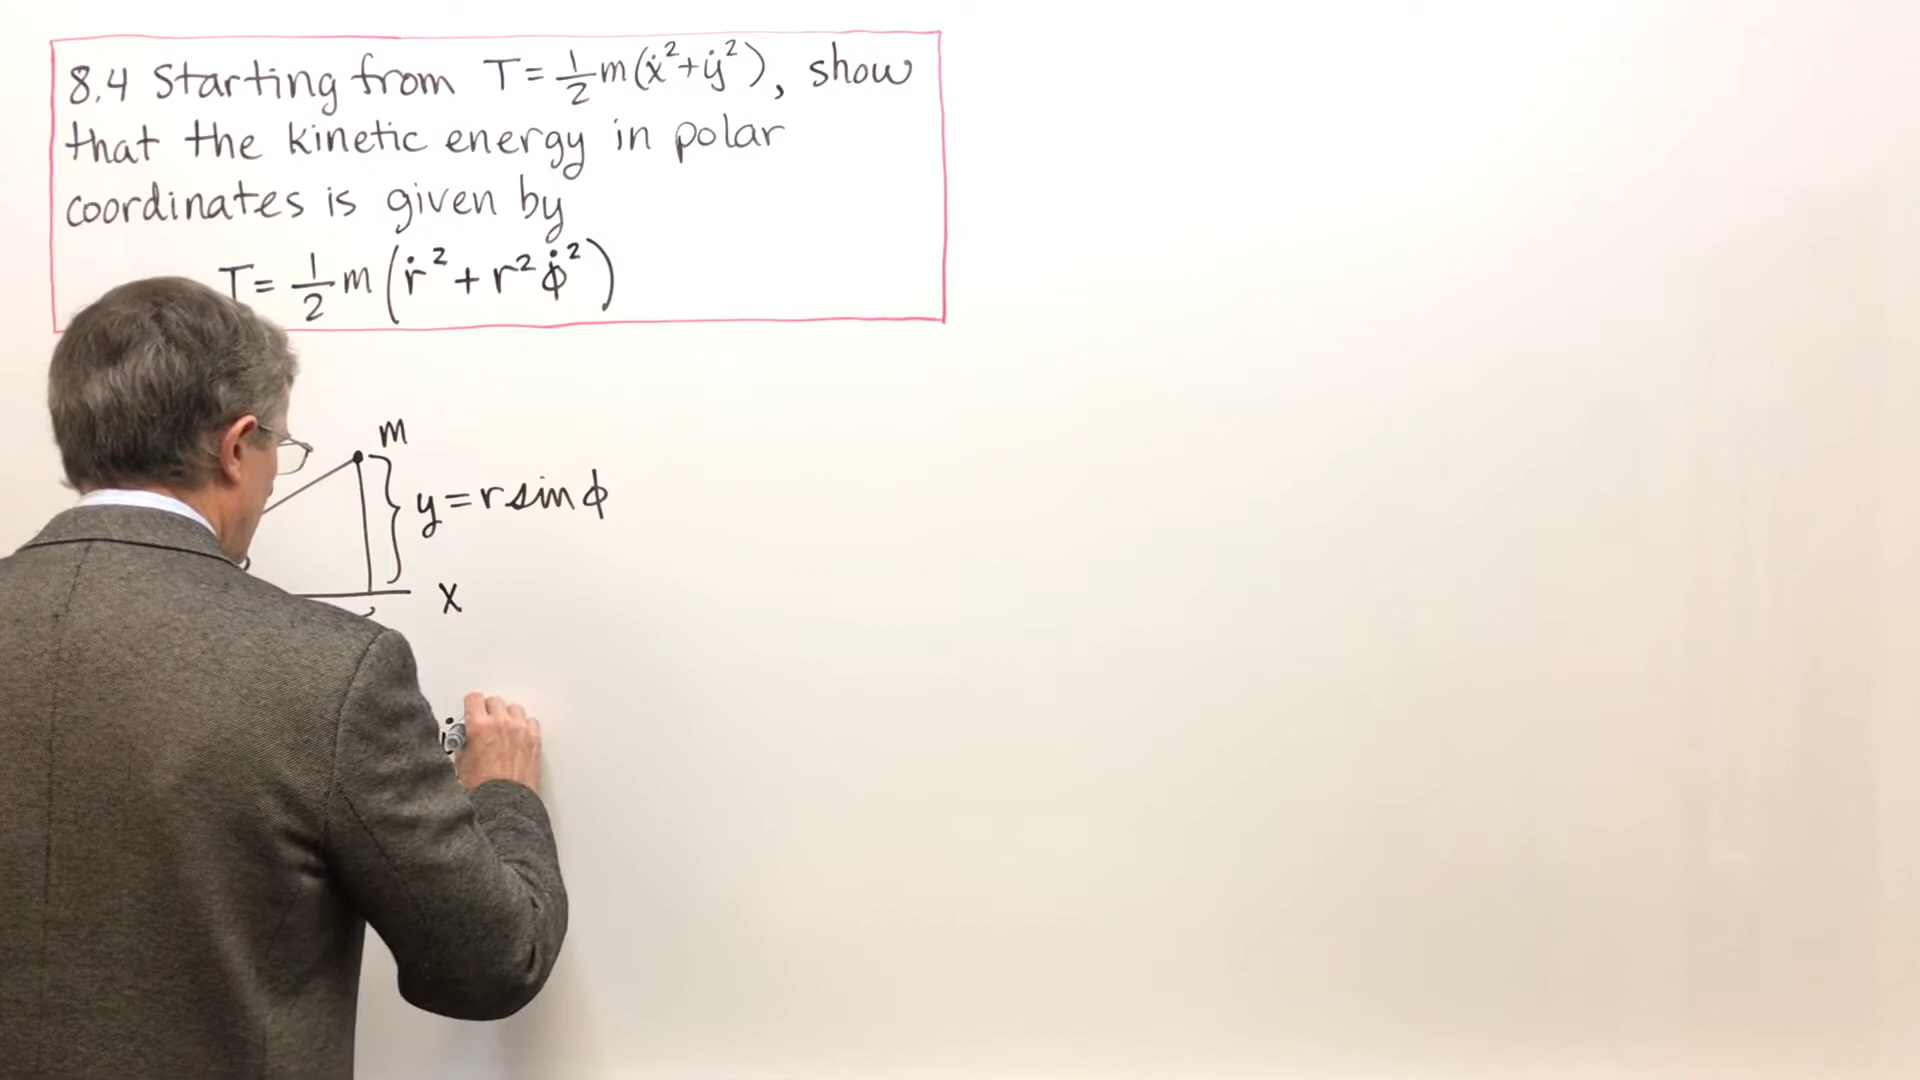 8.4 Starting from T = 1/2 m(ẋ²+ẏ²), show
that the kinetic energy in polar
coordinates is given by
T = 1/2 m (ṙ² + r² ϕ̇²)
m
y = r sin ϕ
x